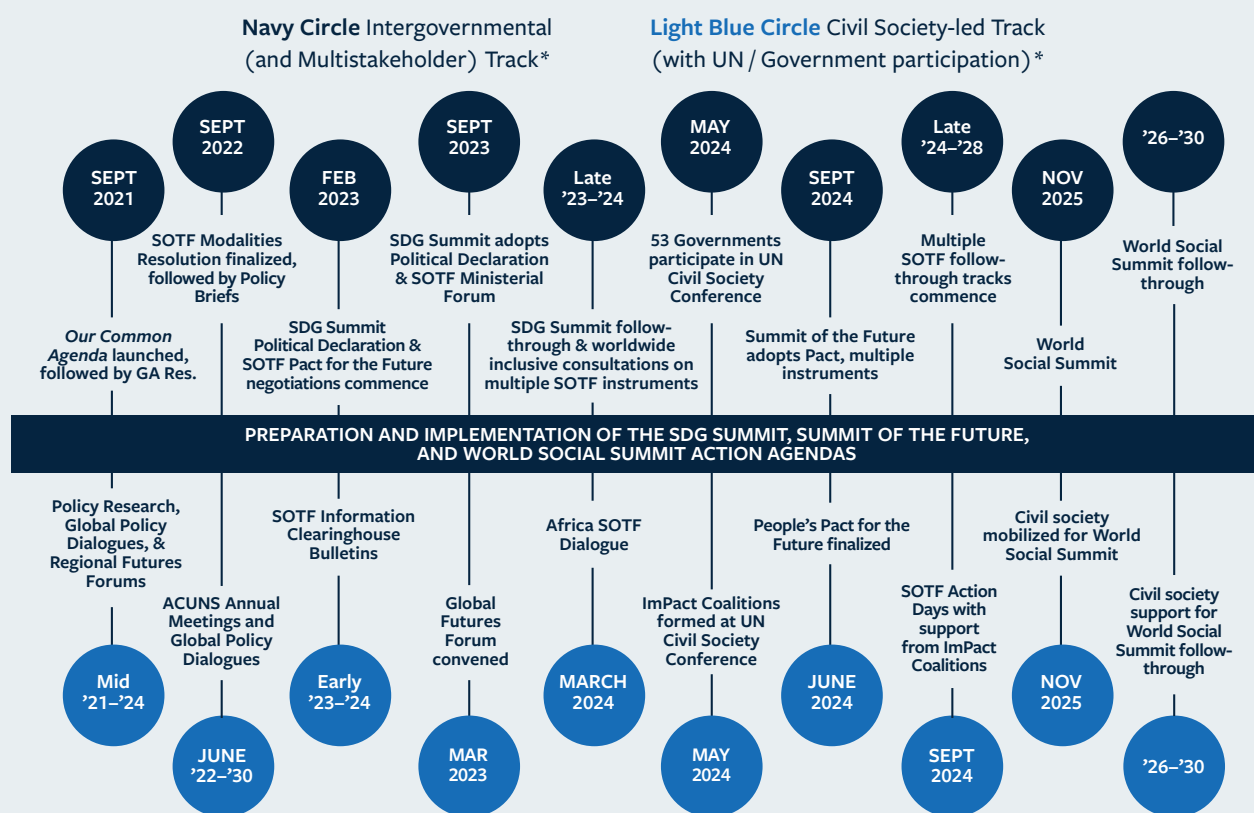 Navy Circle Intergovernmental
(and Multistakeholder) Track*
Light Blue Circle Civil Society-led Track
(with UN / Government participation)*
SEPT
2021
Our Common
Agenda launched,
followed by GA Res.
SEPT
2022
SOTF Modalities
Resolution finalized,
followed by Policy
Briefs
FEB
2023
SDG Summit
Political Declaration &
SOTF Pact for the Future
negotiations commence
SEPT
2023
SDG Summit adopts
Political Declaration
& SOTF Ministerial
Forum
Late
’23–’24
SDG Summit follow-
through & worldwide
inclusive consultations on
multiple SOTF instruments
MAY
2024
53 Governments
participate in UN
Civil Society
Conference
SEPT
2024
Summit of the Future
adopts Pact, multiple
instruments
Late
’24–’28
Multiple
SOTF follow-
through tracks
commence
NOV
2025
World
Social Summit
’26–’30
World Social
Summit follow-
through
PREPARATION AND IMPLEMENTATION OF THE SDG SUMMIT, SUMMIT OF THE FUTURE,
AND WORLD SOCIAL SUMMIT ACTION AGENDAS
Policy Research,
Global Policy
Dialogues, &
Regional Futures
Forums
Mid
’21–’24
ACUNS Annual
Meetings and
Global Policy
Dialogues
JUNE
’22–’30
SOTF Information
Clearinghouse
Bulletins
Early
’23–’24
Global
Futures
Forum
convened
MAR
2023
Africa SOTF
Dialogue
MARCH
2024
ImPact Coalitions
formed at UN
Civil Society
Conference
MAY
2024
People’s Pact for the
Future finalized
JUNE
2024
SOTF Action
Days with
support
from ImPact
Coalitions
SEPT
2024
Civil society
mobilized for World
Social Summit
NOV
2025
Civil society
support for
World Social
Summit follow-
through
’26–’30